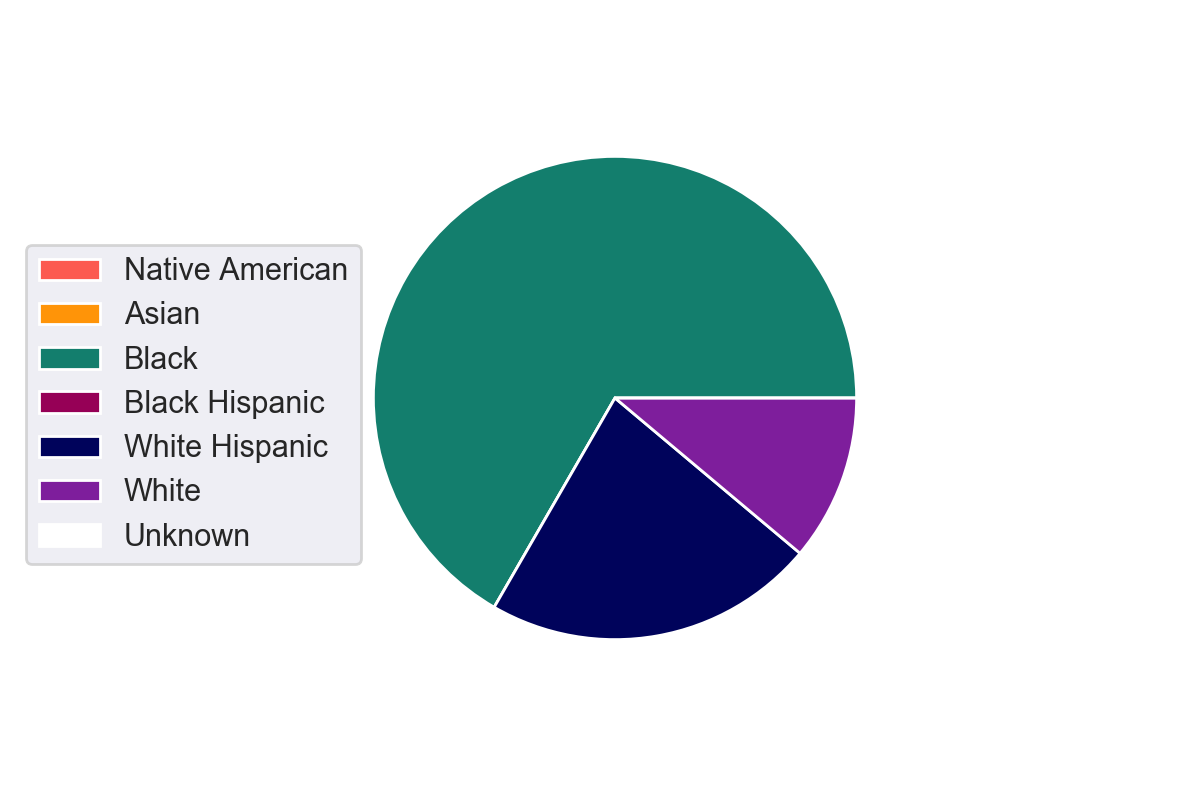 Native American
Asian
Black
Black Hispanic
White Hispanic
White
Unknown